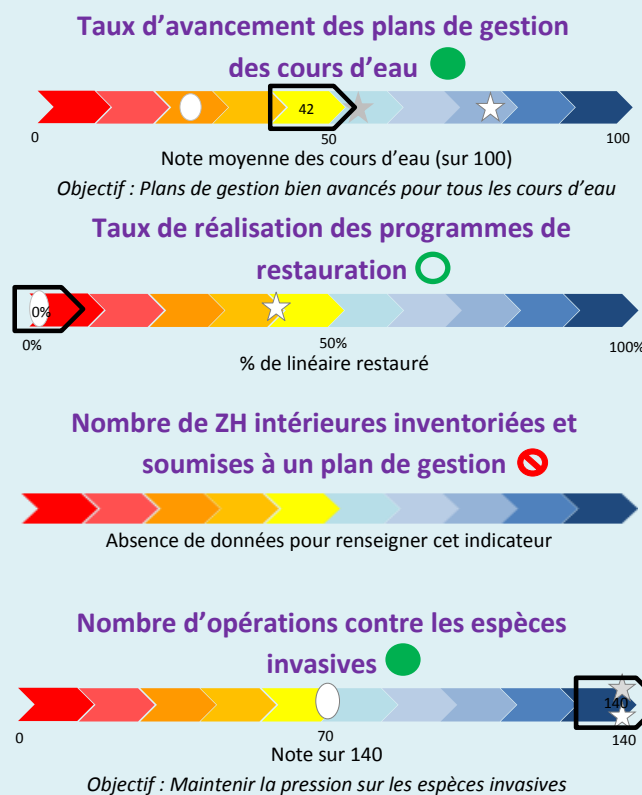 Taux d’avancement des plans de gestion
des cours d’eau
42
0
50
100
Note moyenne des cours d’eau (sur 100)
Objectif : Plans de gestion bien avancés pour tous les cours d’eau
Taux de réalisation des programmes de
restauration
0%
0%
50%
100%
% de linéaire restauré
Nombre de ZH intérieures inventoriées et
soumises à un plan de gestion
Absence de données pour renseigner cet indicateur
Nombre d’opérations contre les espèces
invasives
140
0
70
140
Note sur 140
Objectif : Maintenir la pression sur les espèces invasives